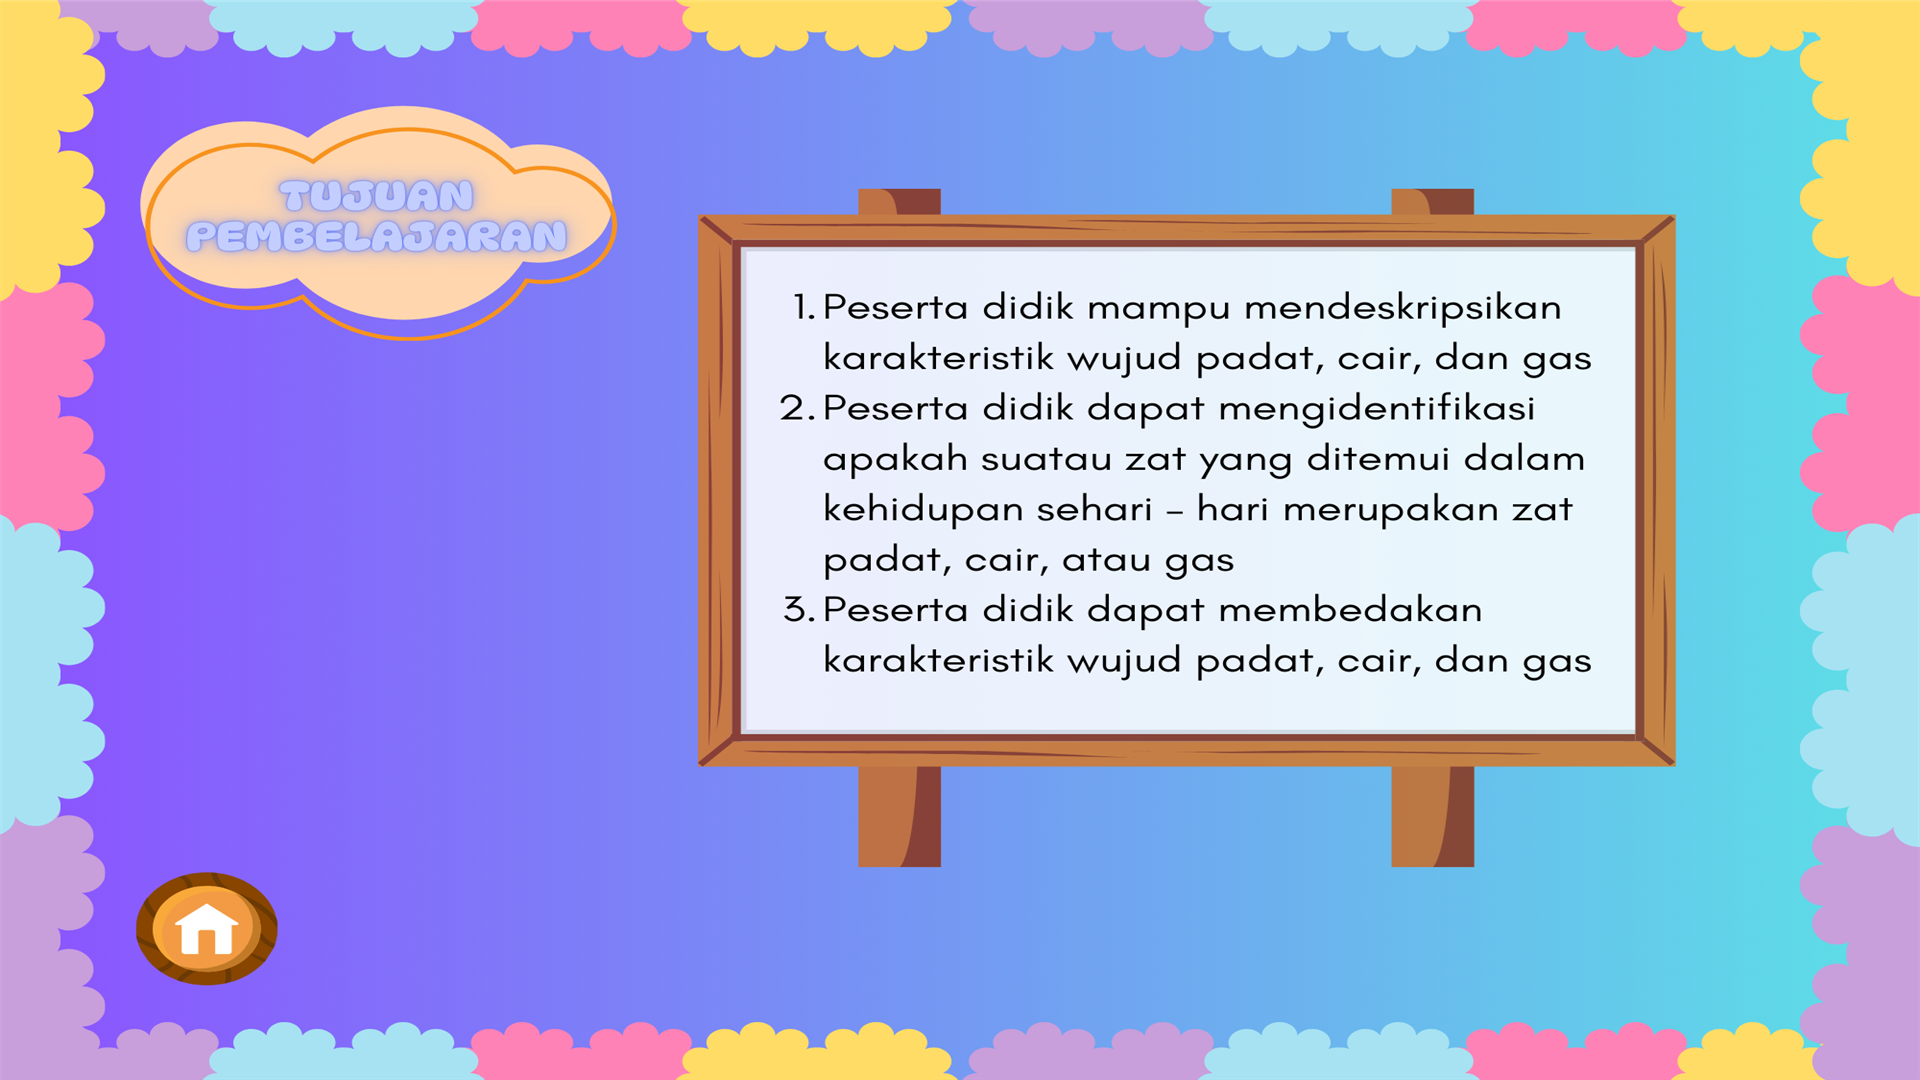 TUJUAN
PEMBELAJARAN
1. Peserta didik mampu mendeskripsikan
karakteristik wujud padat, cair, dan gas
2. Peserta didik dapat mengidentifikasi
apakah suatau zat yang ditemui dalam
kehidupan sehari – hari merupakan zat
padat, cair, atau gas
3. Peserta didik dapat membedakan
karakteristik wujud padat, cair, dan gas